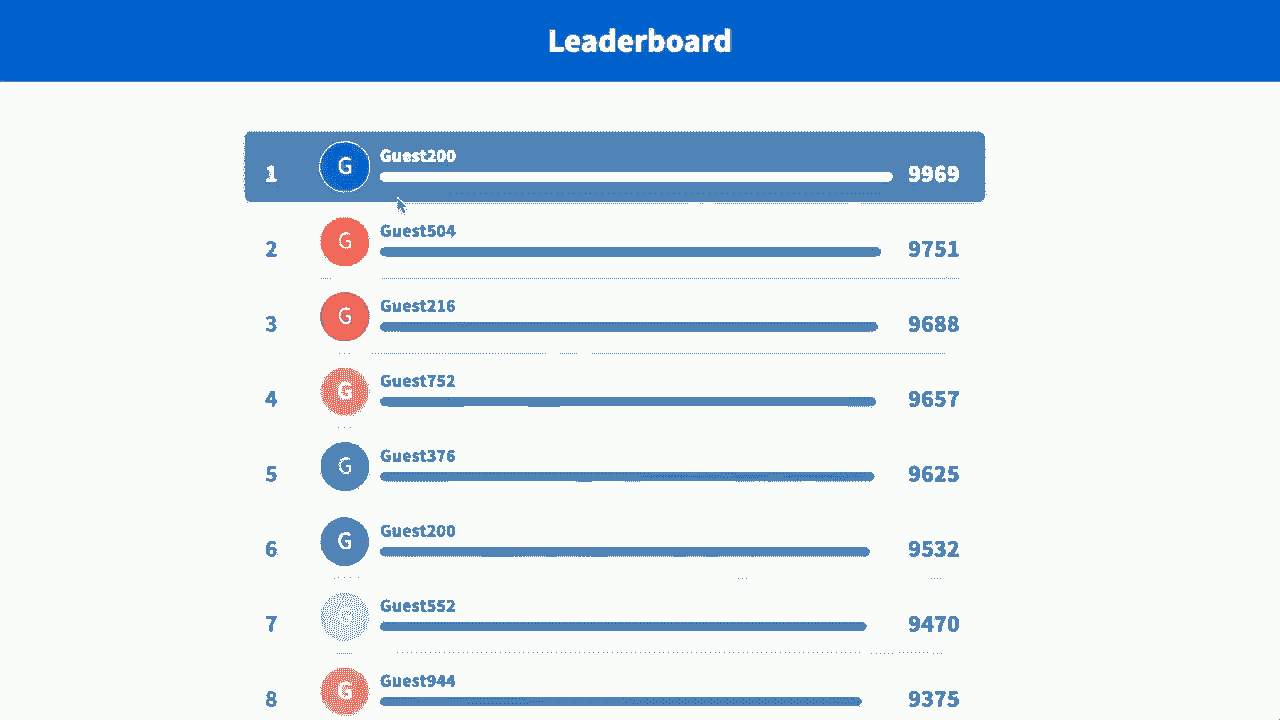 Leaderboard
1 G Guest200 9969
2 G Guest504 9751
3 G Guest216 9688
4 G Guest752 9657
5 G Guest376 9625
6 G Guest200 9532
7 G Guest552 9470
8 G Guest944 9375